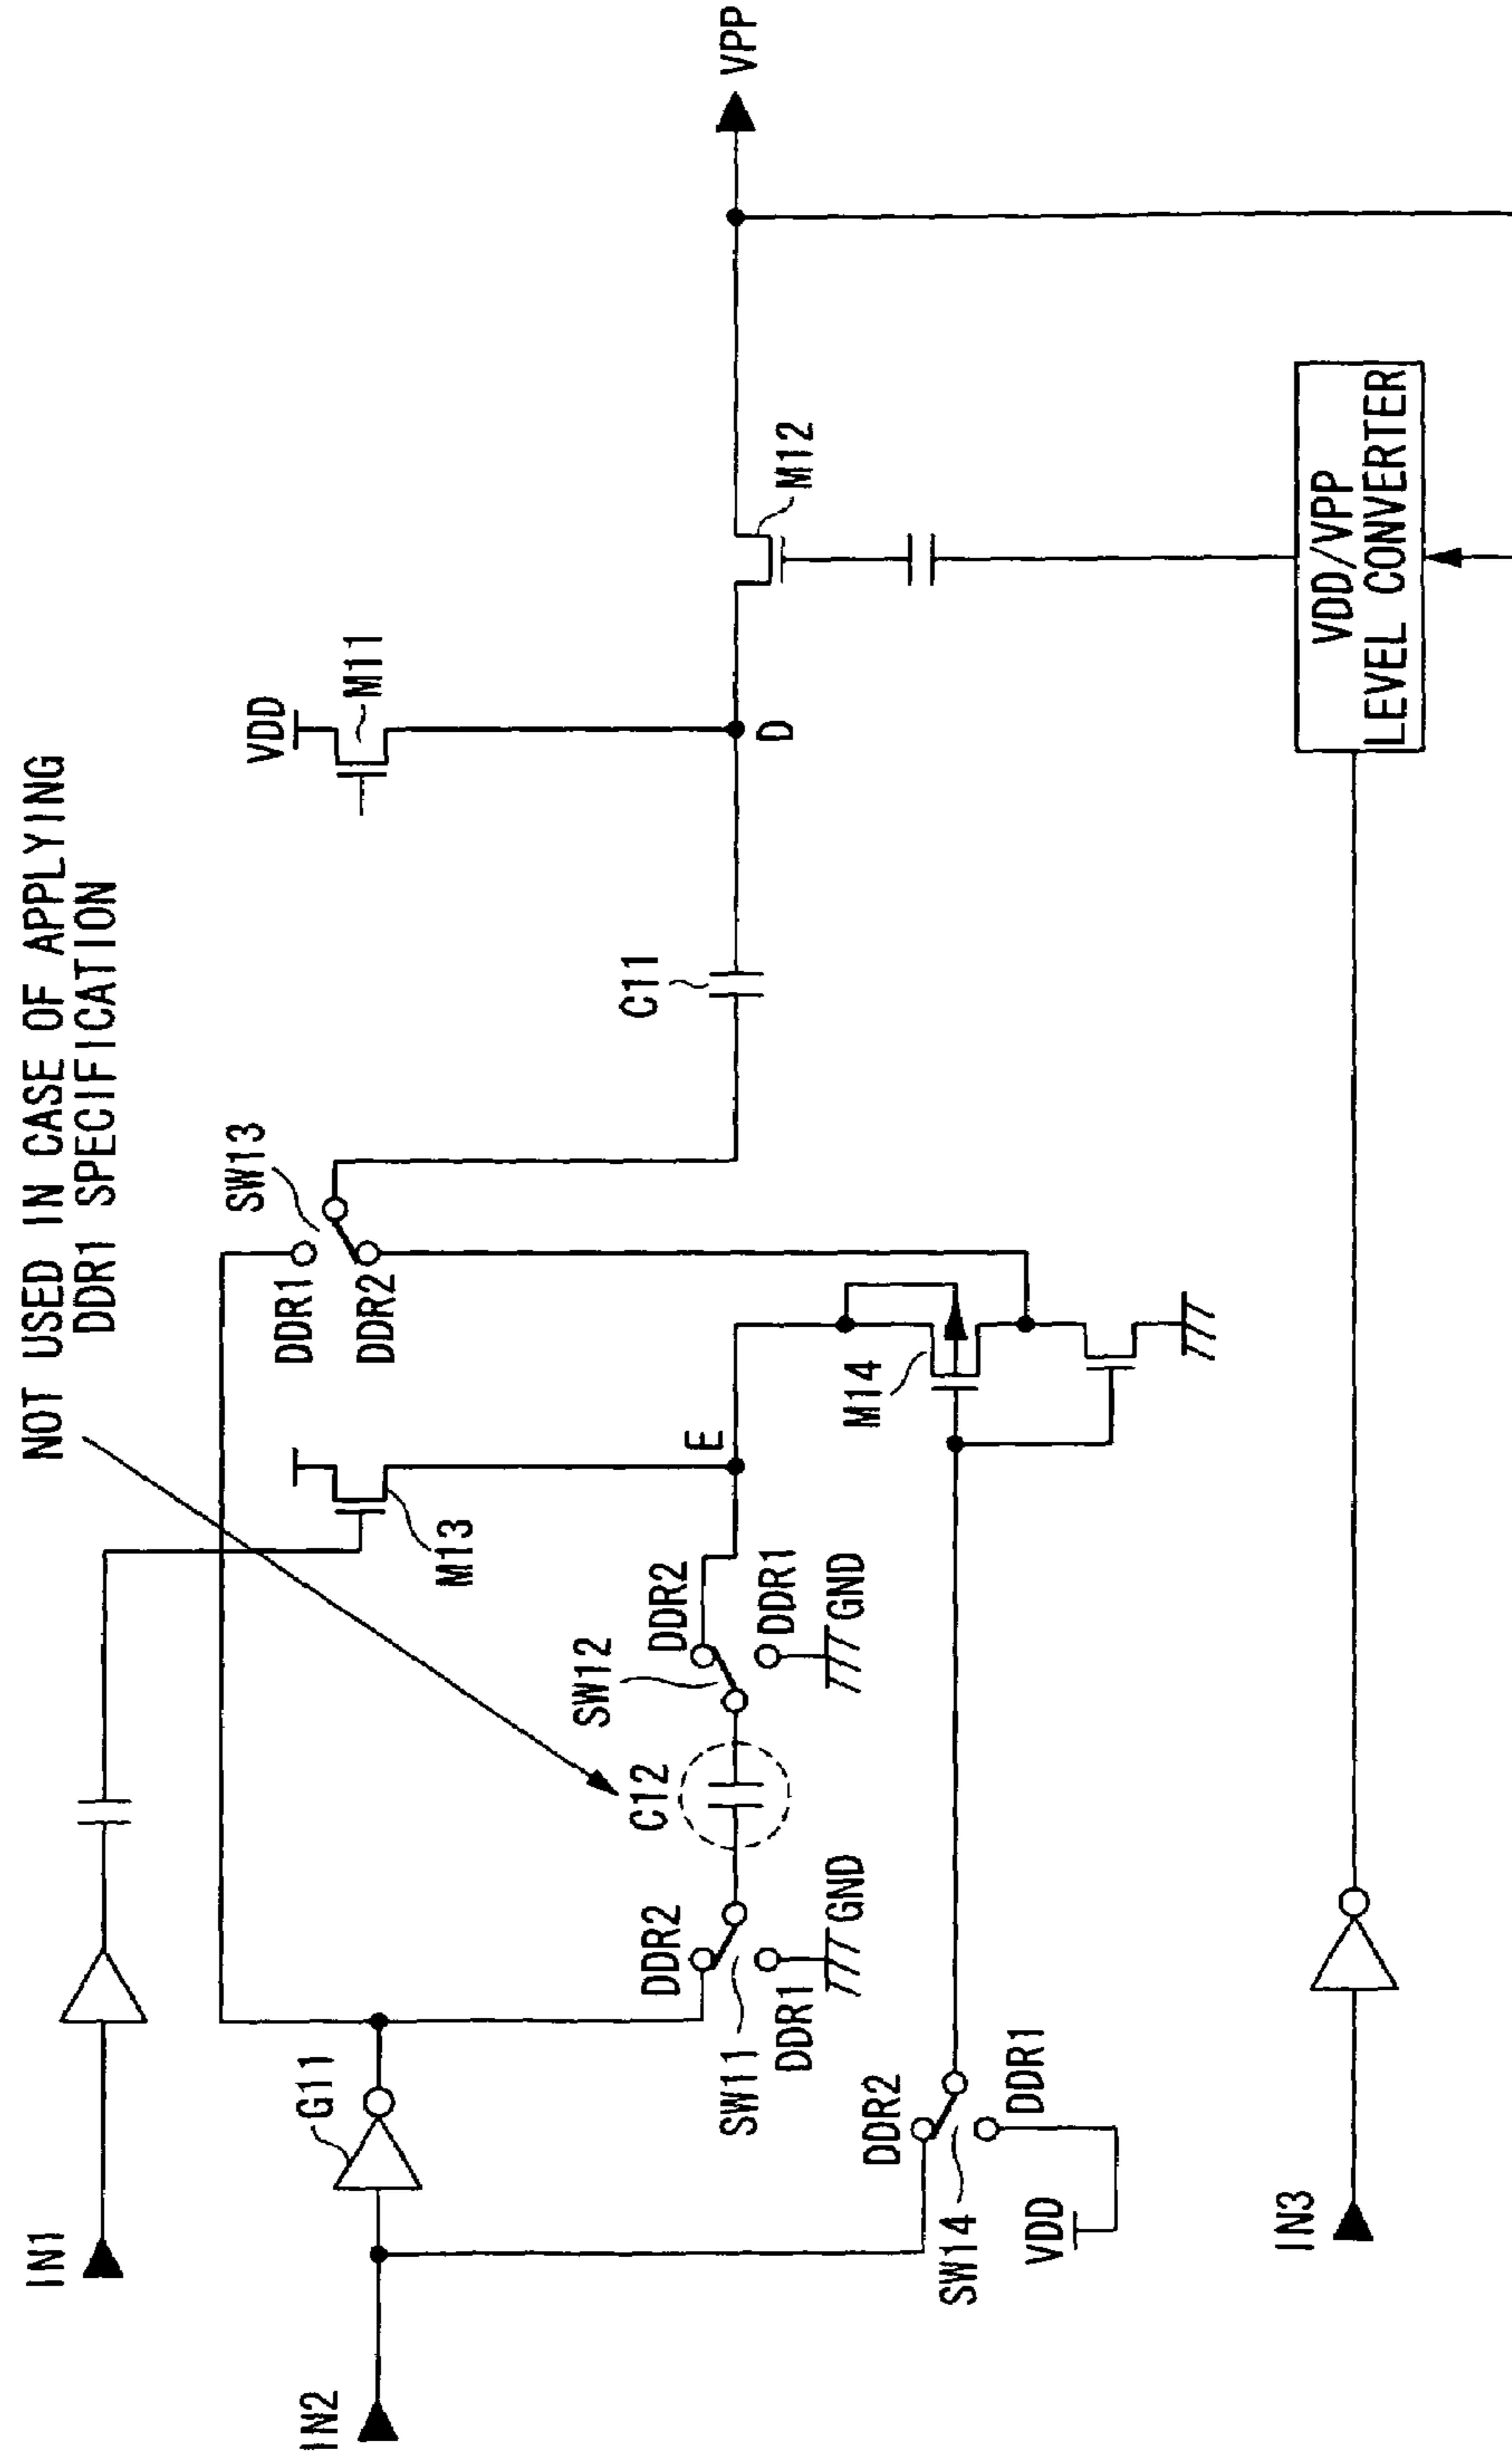 NOT USED IN CASE OF APPLYING
DDR1 SPECIFICATION
IN1
IN2
G11
M13
SW13
DDR1
DDR2
VDD
M11
DDR2
SW11
DDR1
GND
C12
SW12
DDR2
DDR1
GND
E
C11
D
M12
VPP
M14
DDR2
SW14
DDR1
VDD
IN3
VDD/VPP
LEVEL CONVERTER